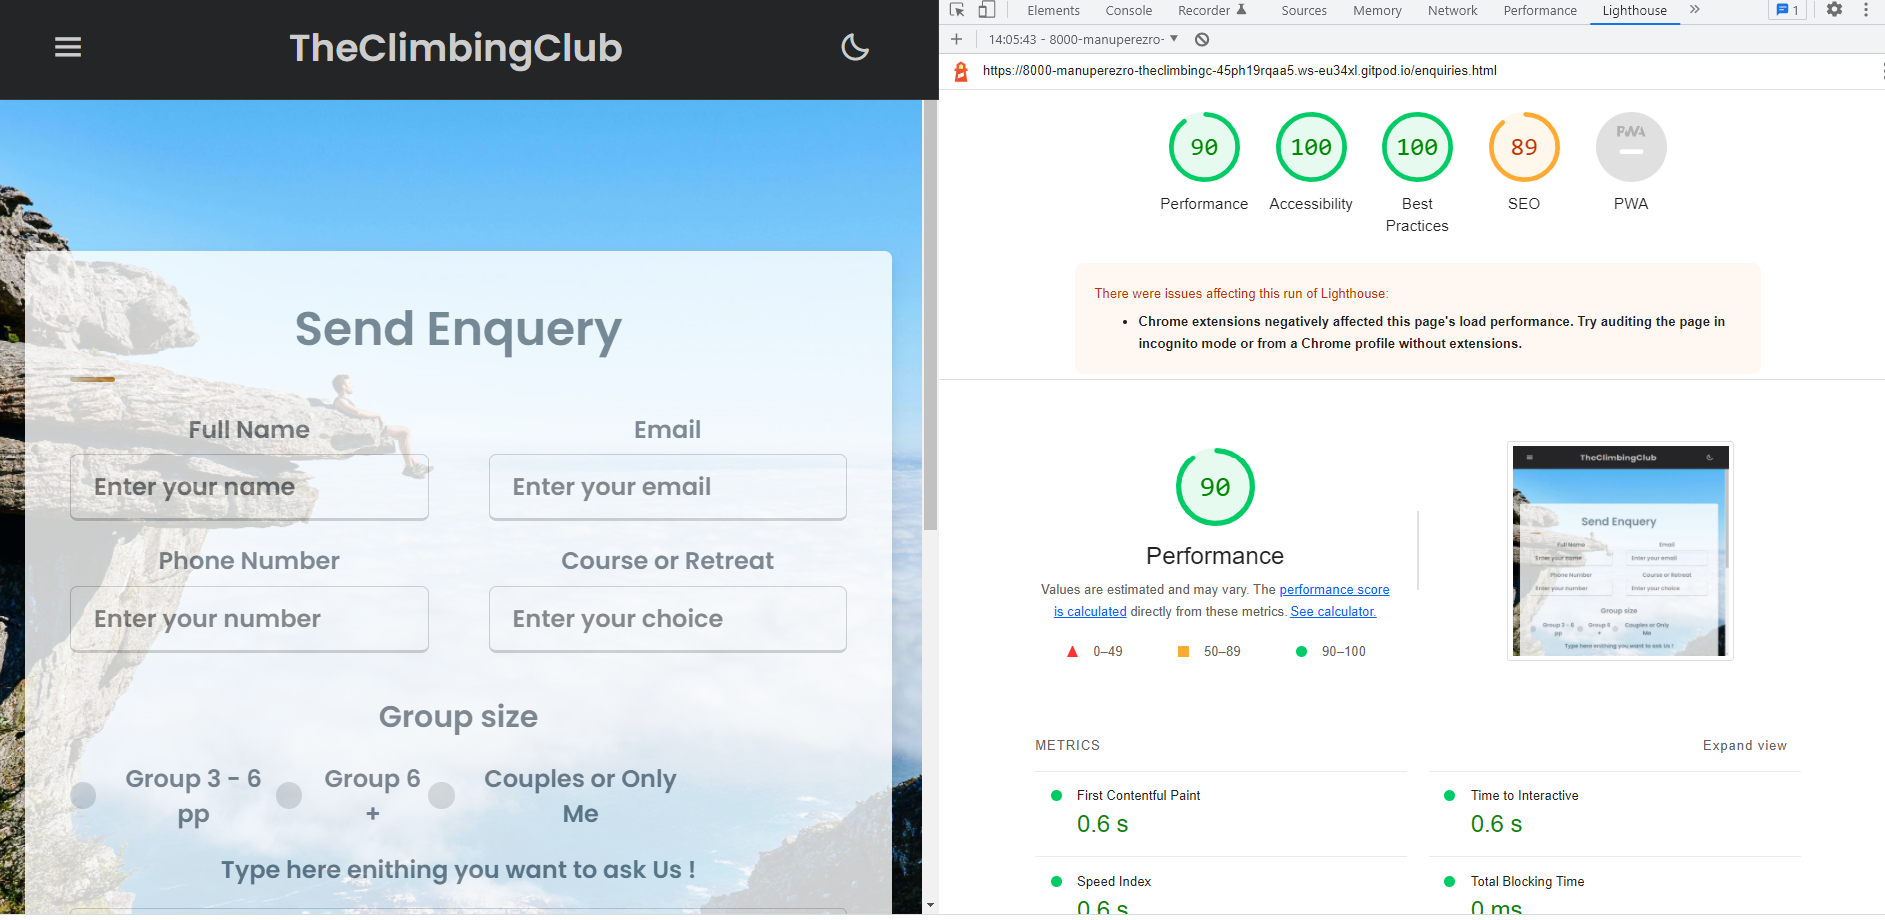 TheClimbingClub
Send Enquery
Full Name
Email
Enter your name
Enter your email
Phone Number
Course or Retreat
Enter your number
Enter your choice
Group size
Group 3 - 6
pp
Group 6
+
Couples or Only
Me
Type here enithing you want to ask Us !
Elements Console Recorder Sources Memory Network Performance Lighthouse » 1
14:05:43 - 8000-manuperezro-
https://8000-manuperezro-theclimbingc-45ph19rqaa5.ws-eu34xl.gitpod.io/enquiries.html
90 100 100 89 PWA
Performance
Accessibility
Best
Practices
SEO
PWA
There were issues affecting this run of Lighthouse:
• Chrome extensions negatively affected this page's load performance. Try auditing the page in
incognito mode or from a Chrome profile without extensions.
90
Performance
Values are estimated and may vary. The performance score
is calculated directly from these metrics. See calculator.
0–49 50–89 90–100
TheClimbingClub
Send Enquery
Full Name
Email
Enter your name
Enter your email
Phone Number
Course or Retreat
Enter your number
Enter your choice
Group size
Group 3 - 6
pp
Group 6
+
Couples or Only
Me
Type here enithing you want to ask Us !
METRICS
Expand view
First Contentful Paint
0.6 s
Time to Interactive
0.6 s
Speed Index
0.6 s
Total Blocking Time
0 ms